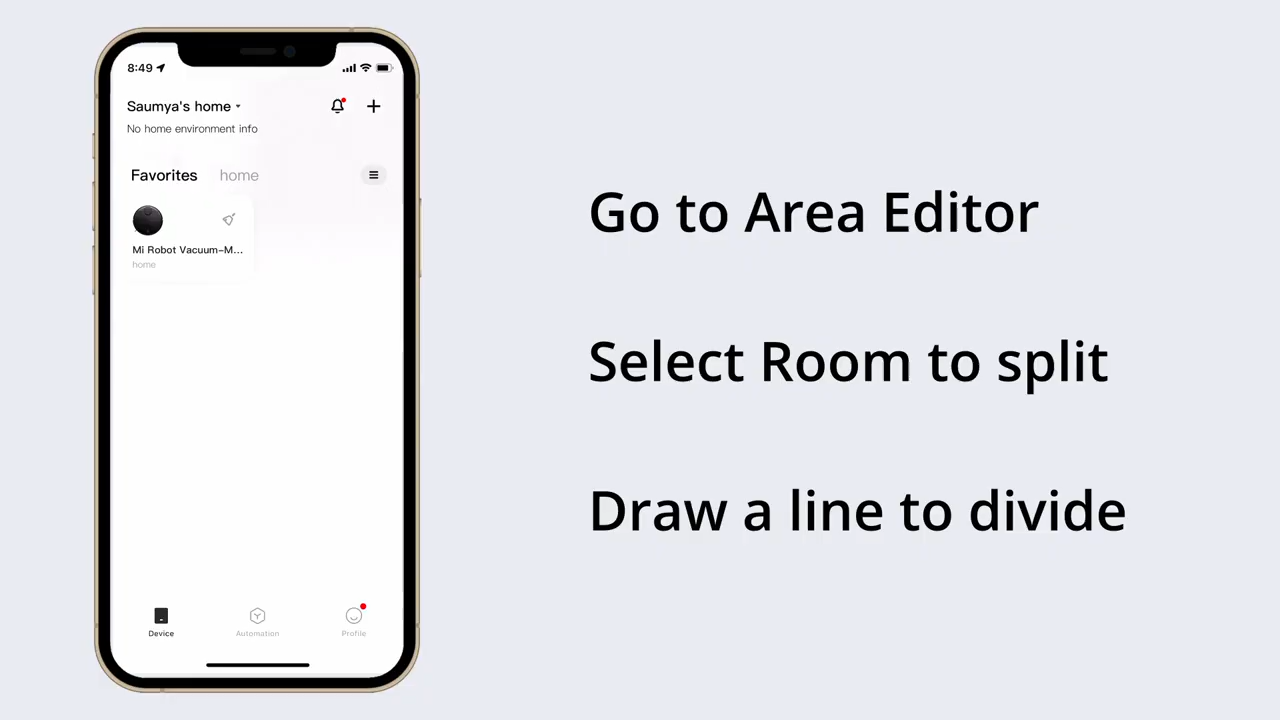 8:49
Saumya's home
No home environment info
Favorites home
Mi Robot Vacuum-M...
home
Device Automation Profile
Go to Area Editor
Select Room to split
Draw a line to divide